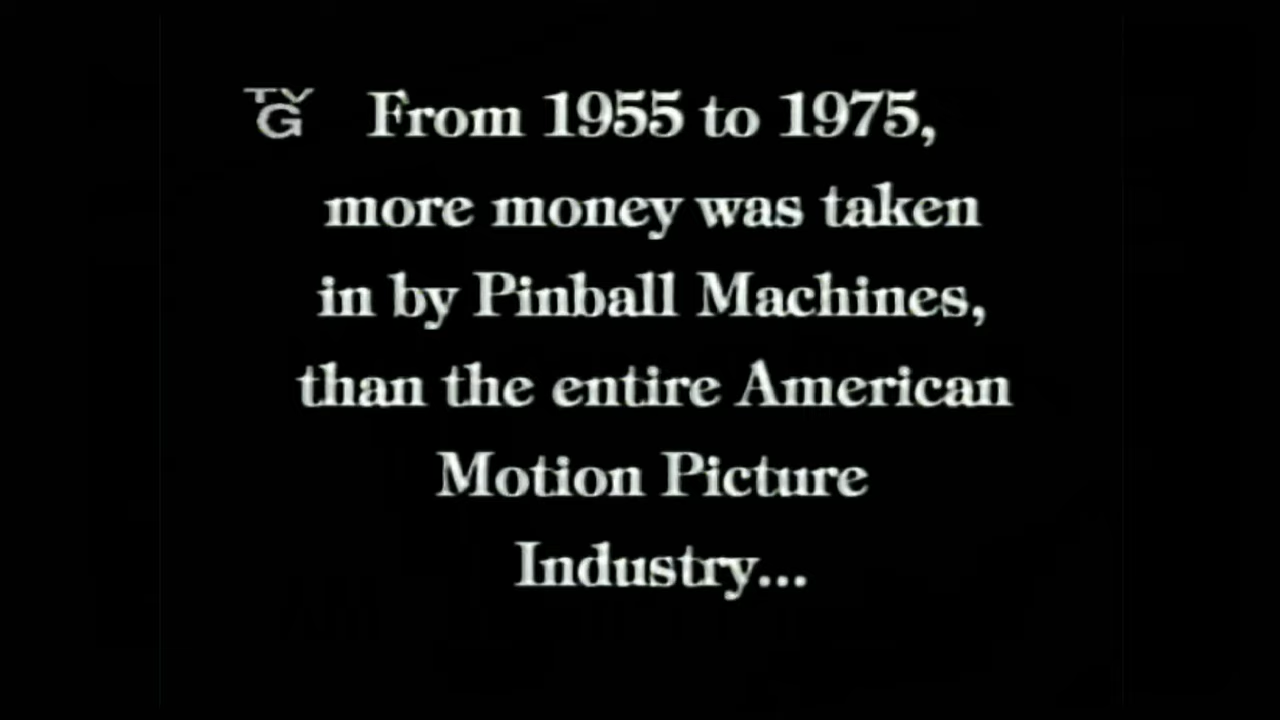 TV
G
From 1955 to 1975,
more money was taken
in by Pinball Machines,
than the entire American
Motion Picture
Industry...